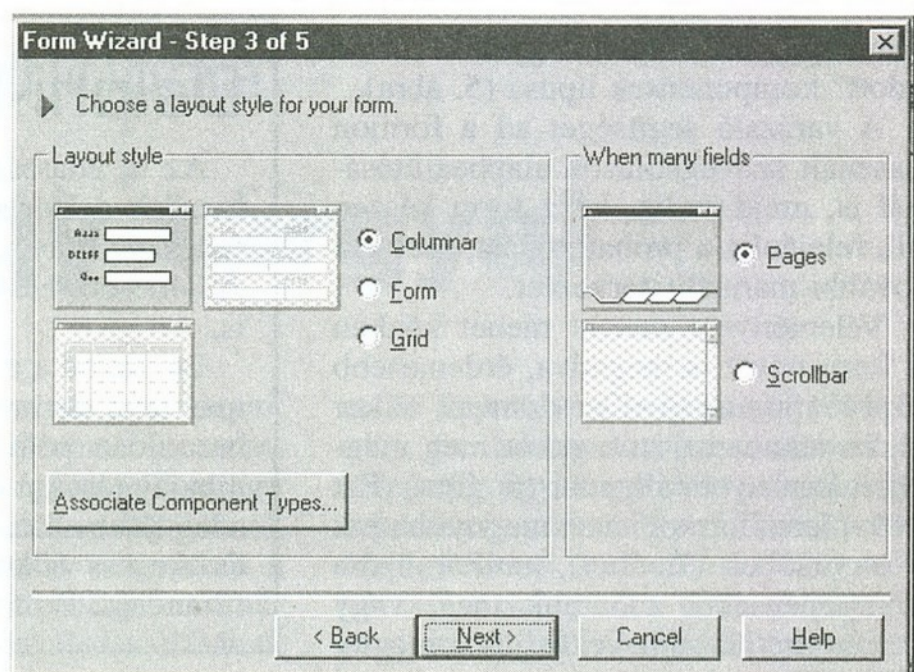 Form Wizard - Step 3 of 5
Choose a layout style for your form.
Layout style
Columnar
Form
Grid
Associate Component Types...
When many fields
Pages
Scrollbar
< Back
Next >
Cancel
Help